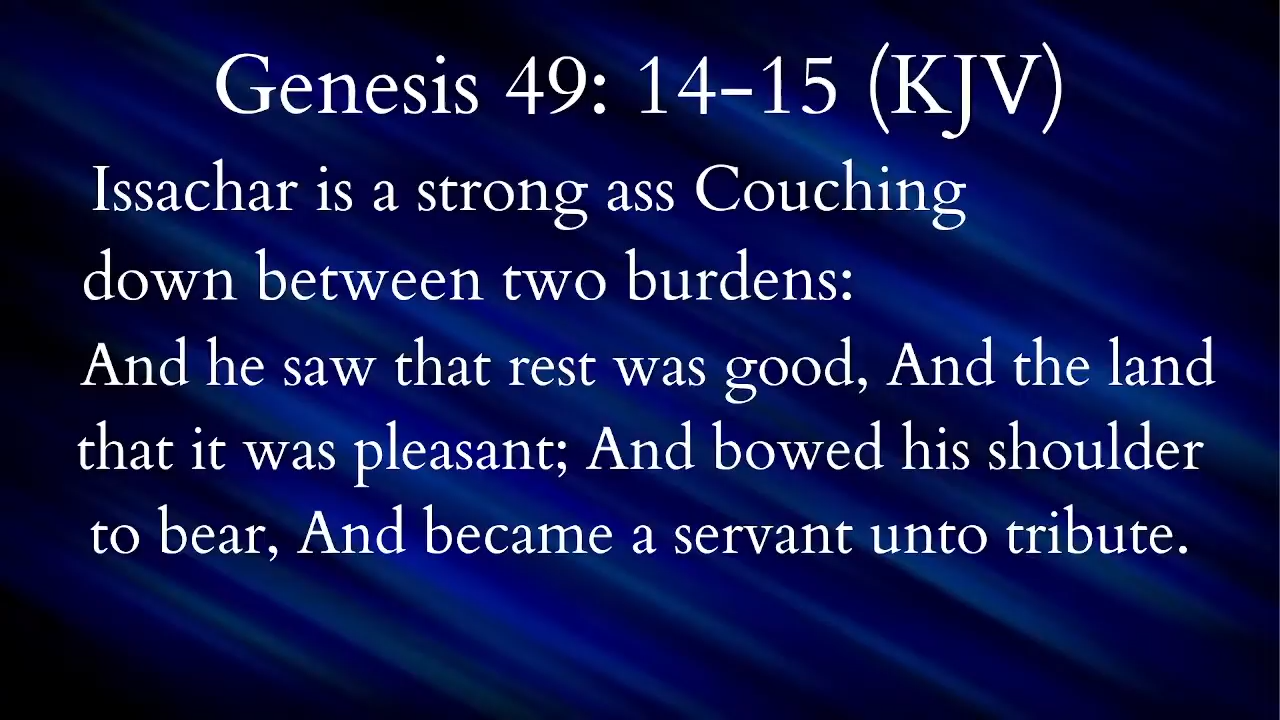 Genesis 49: 14-15 (KJV)
Issachar is a strong ass Couching
down between two burdens:
And he saw that rest was good, And the land
that it was pleasant; And bowed his shoulder
to bear, And became a servant unto tribute.